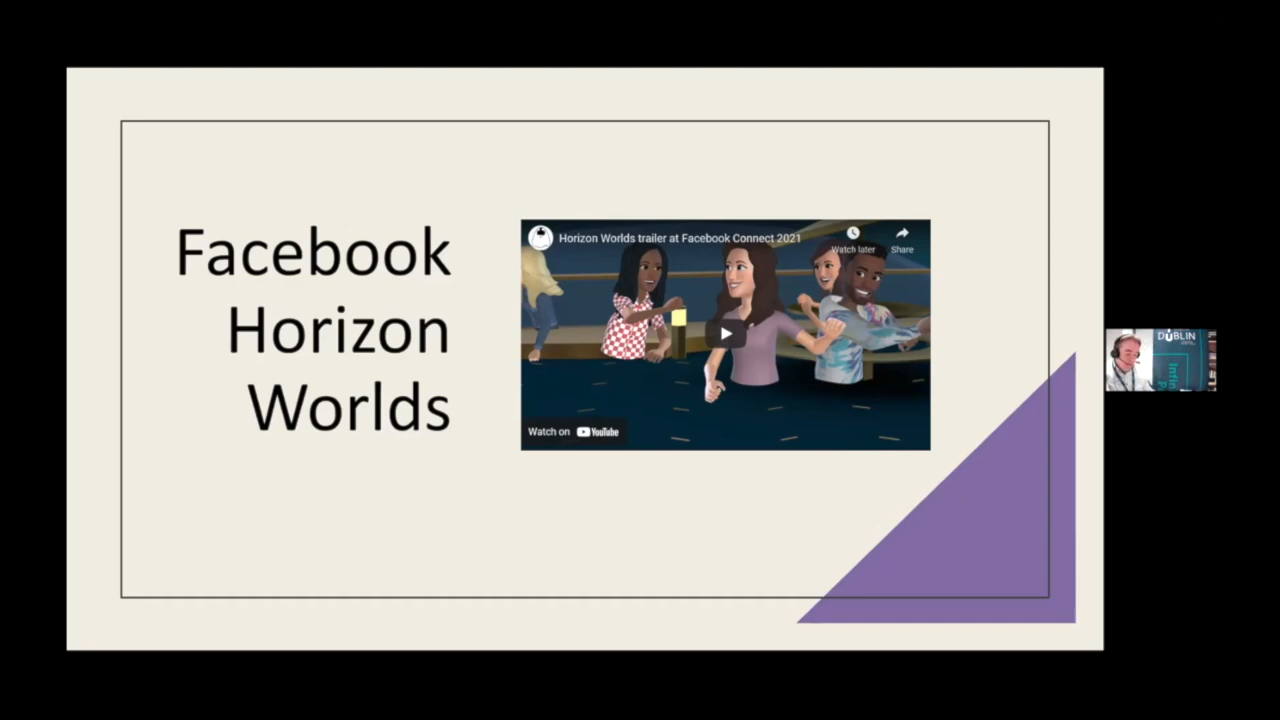 Facebook
Horizon
Worlds
Horizon Worlds trailer at Facebook Connect 2021
Watch later
Share
Watch on YouTube
DUBLIN